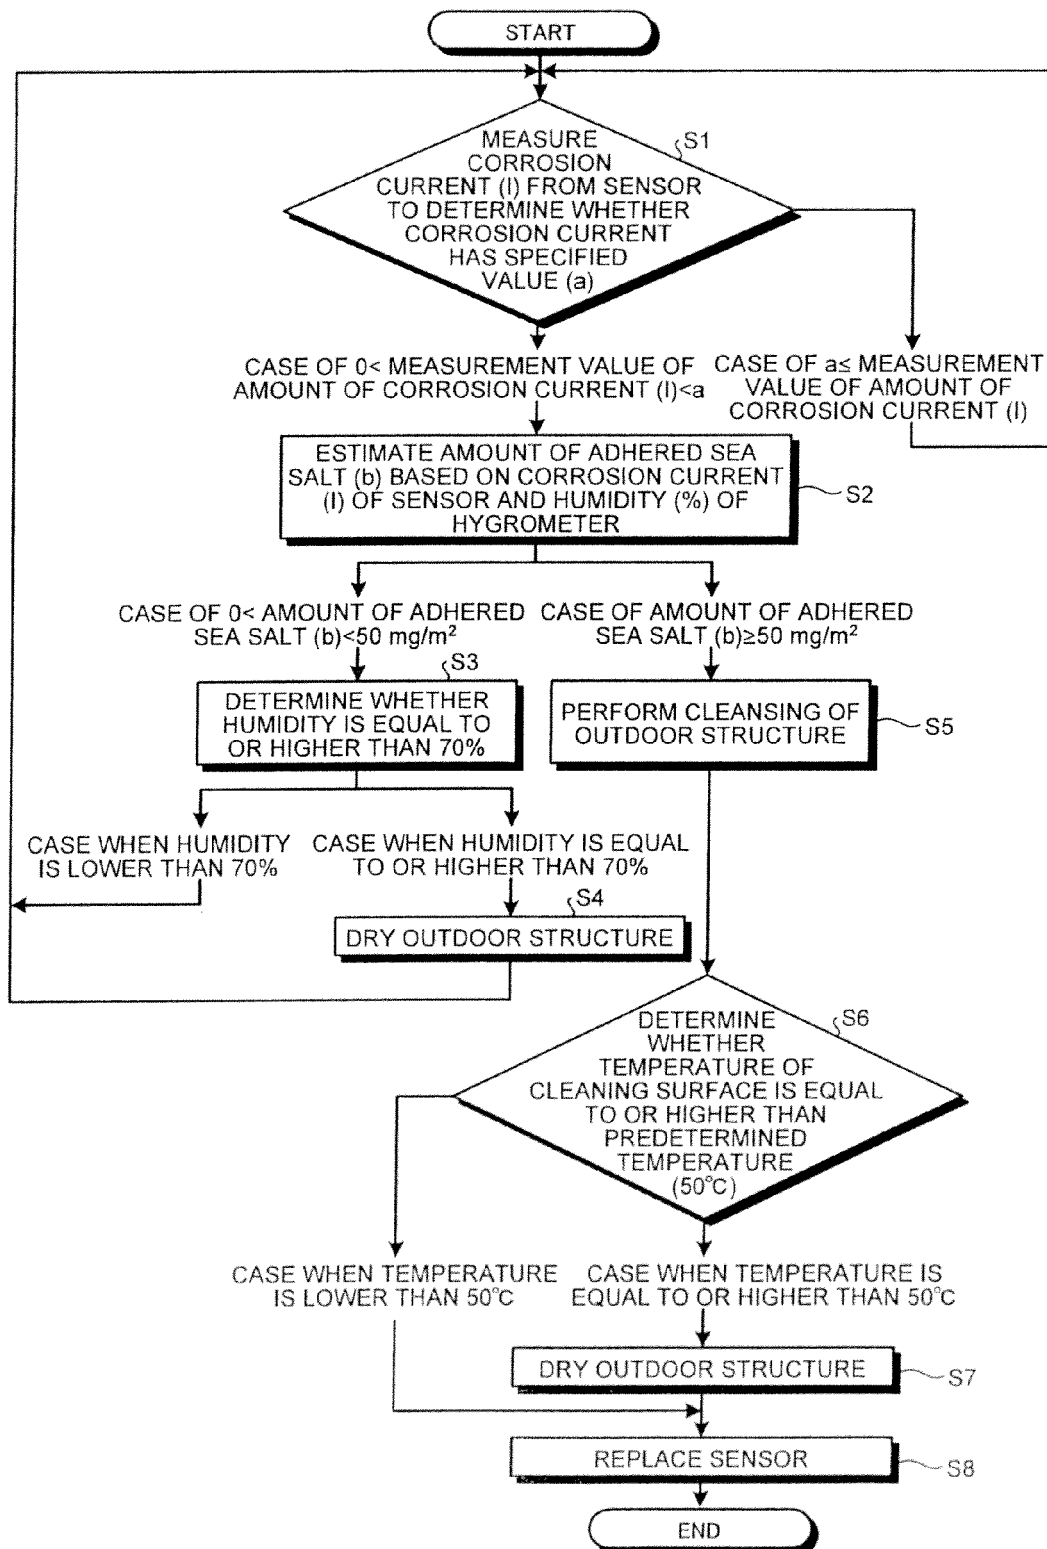 START
MEASURE
CORROSION
CURRENT (I) FROM SENSOR
TO DETERMINE WHETHER
CORROSION CURRENT
HAS SPECIFIED
VALUE (a)
S1
CASE OF 0< MEASUREMENT VALUE OF
AMOUNT OF CORROSION CURRENT (I)<a
CASE OF a≤ MEASUREMENT
VALUE OF AMOUNT OF
CORROSION CURRENT (I)
ESTIMATE AMOUNT OF ADHERED SEA
SALT (b) BASED ON CORROSION CURRENT
(I) OF SENSOR AND HUMIDITY (%) OF
HYGROMETER
S2
CASE OF 0< AMOUNT OF ADHERED
SEA SALT (b)<50 mg/m²
CASE OF AMOUNT OF ADHERED
SEA SALT (b)≥50 mg/m²
S3
DETERMINE WHETHER
HUMIDITY IS EQUAL TO
OR HIGHER THAN 70%
PERFORM CLEANSING OF
OUTDOOR STRUCTURE
S5
CASE WHEN HUMIDITY
IS LOWER THAN 70%
CASE WHEN HUMIDITY IS EQUAL
TO OR HIGHER THAN 70%
S4
DRY OUTDOOR STRUCTURE
S6
DETERMINE
WHETHER
TEMPERATURE OF
CLEANING SURFACE IS EQUAL
TO OR HIGHER THAN
PREDETERMINED
TEMPERATURE
(50°C)
CASE WHEN TEMPERATURE
IS LOWER THAN 50°C
CASE WHEN TEMPERATURE IS
EQUAL TO OR HIGHER THAN 50°C
DRY OUTDOOR STRUCTURE
S7
REPLACE SENSOR
S8
END